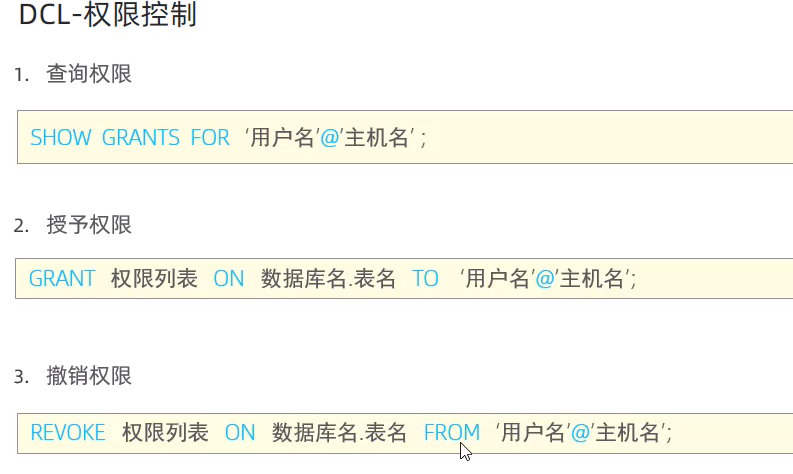 DCL-权限控制
1. 查询权限
SHOW GRANTS FOR '用户名'@'主机名' ;
2. 授予权限
GRANT 权限列表 ON 数据库名.表名 TO '用户名'@'主机名';
3. 撤销权限
REVOKE 权限列表 ON 数据库名.表名 FROM '用户名'@'主机名';